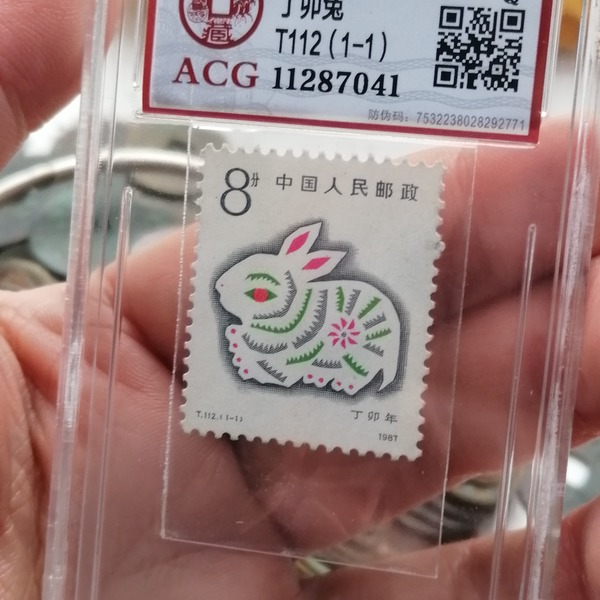 丁卯兔
T112(1-1)
藏
ACG 11287041
防伪码: 7532238028292771
8分 中国人民邮政
T.112.(1-1)
丁卯年
1987